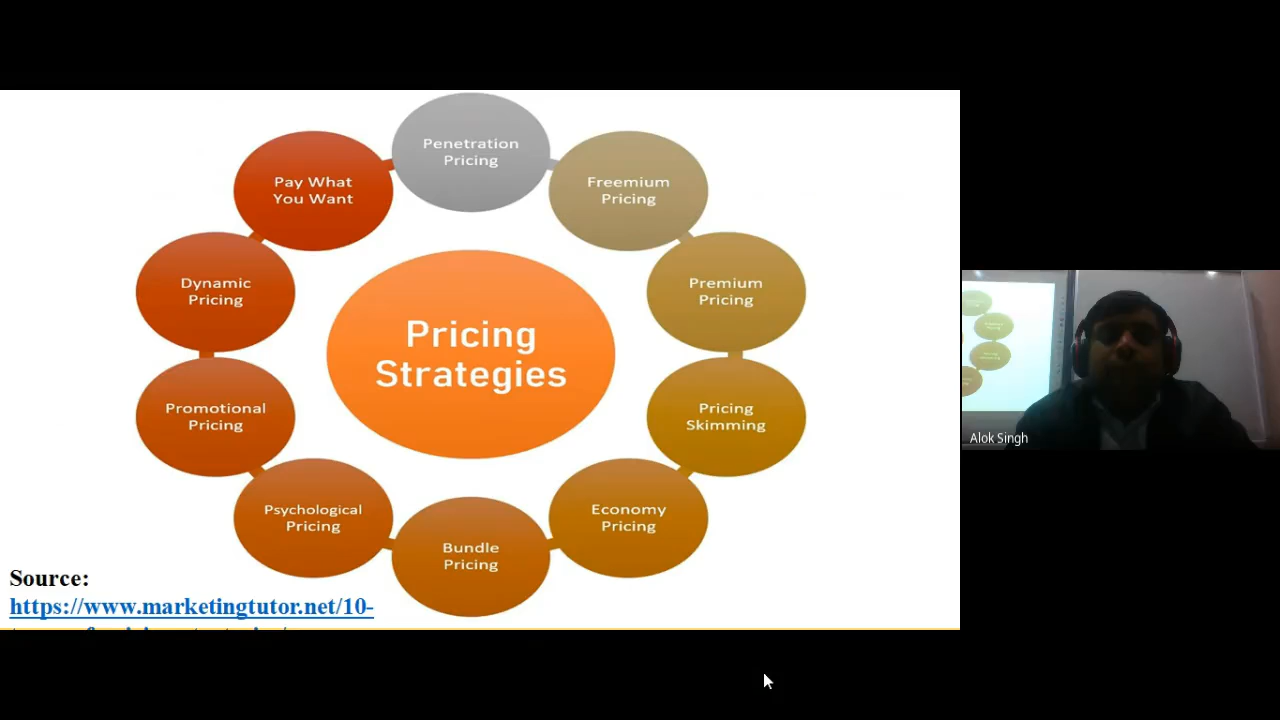 Penetration
Pricing
Freemium
Pricing
Premium
Pricing
Pricing
Skimming
Economy
Pricing
Bundle
Pricing
Psychological
Pricing
Promotional
Pricing
Dynamic
Pricing
Pay What
You Want
Pricing
Strategies
Source:
https://www.marketingtutor.net/10-
Alok Singh